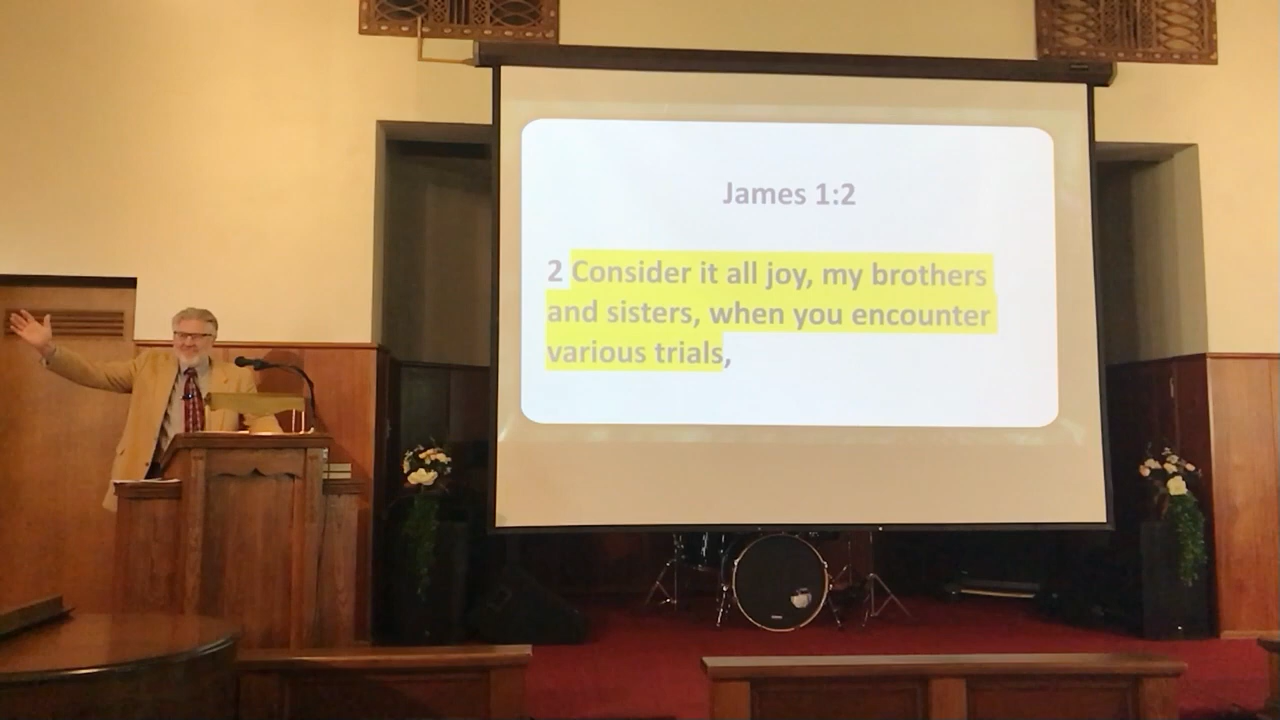 James 1:2
2 Consider it all joy, my brothers
and sisters, when you encounter
various trials,